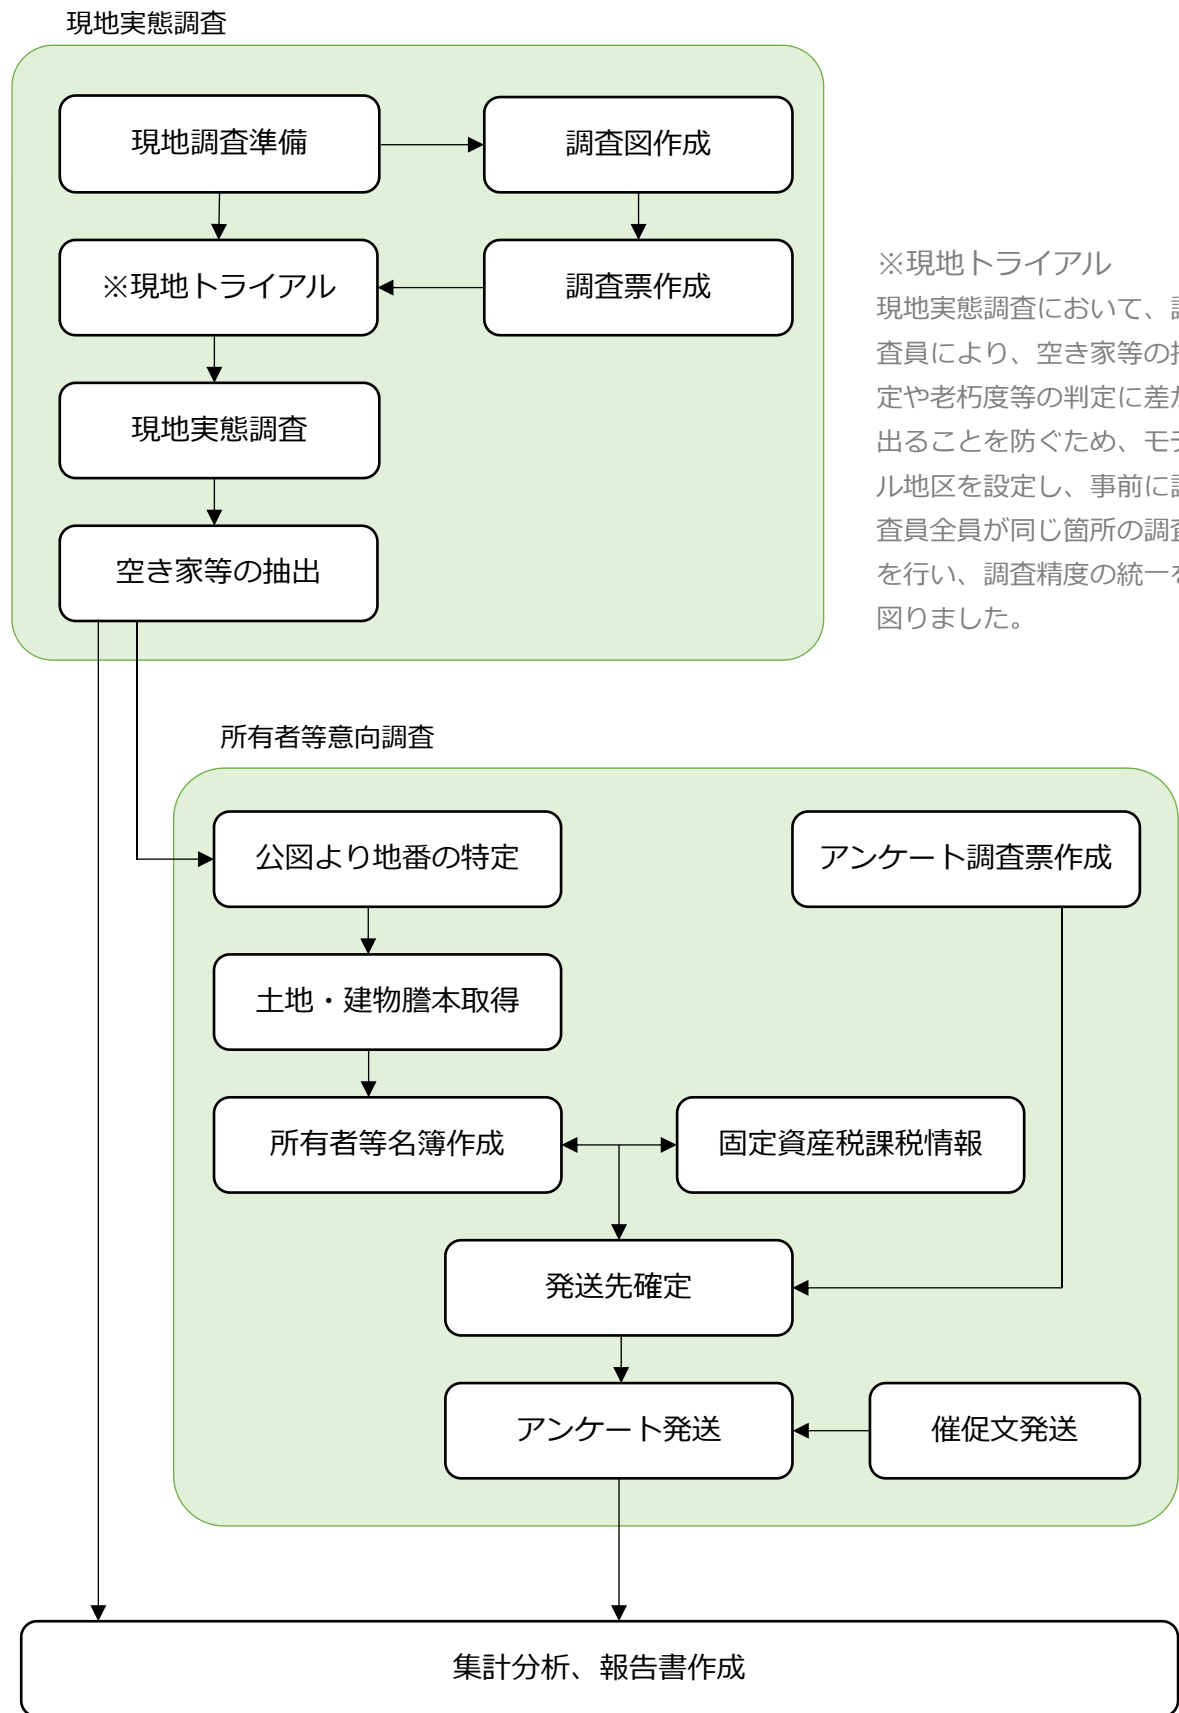 現地実態調査
現地調査準備
調査図作成
※現地トライアル
調査票作成
現地実態調査
空き家等の抽出
※現地トライアル
現地実態調査において、
査員により、空き家等の
定や老朽度等の判定に差
出ることを防ぐため、モ
ル地区を設定し、事前に
査員全員が同じ箇所の調
を行い、調査精度の統一
図りました。
所有者等意向調査
公図より地番の特定
アンケート調査票作成
土地・建物謄本取得
所有者等名簿作成
固定資産税課税情報
発送先確定
アンケート発送
催促文発送
集計分析、報告書作成